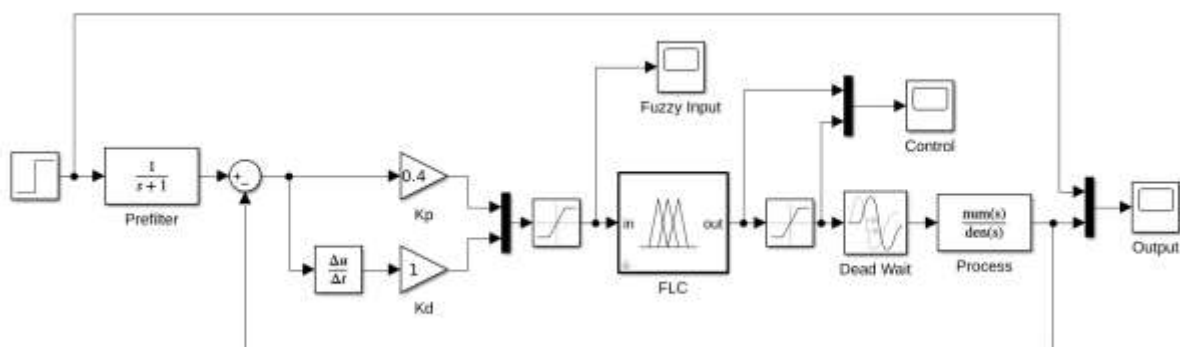 Fuzzy Input
Control
1
s + 1
Prefilter
+
−
0.4
Kp
Δu
Δt
1
Kd
in
out
FLC
Dead Wait
num(s)
den(s)
Process
Output